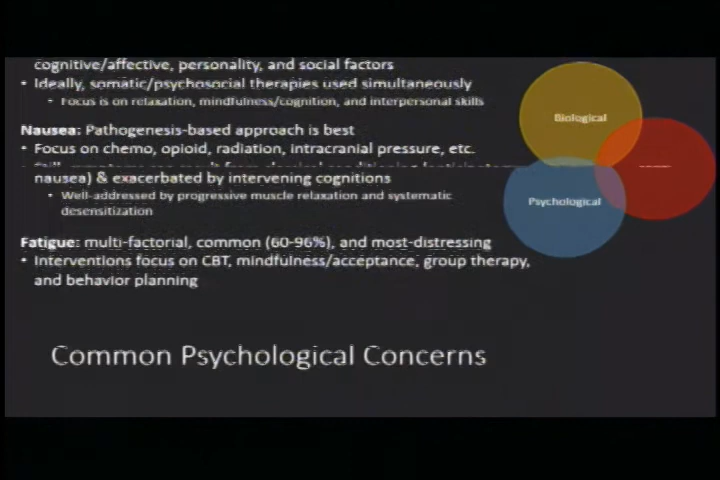 cognitive/affective, personality, and social factors
• Ideally, somatic/psychosocial therapies used simultaneously
• Focus is on relaxation, mindfulness/cognition, and interpersonal skills
Nausea: Pathogenesis-based approach is best
• Focus on chemo, opioid, radiation, intracranial pressure, etc.
nausea) & exacerbated by intervening cognitions
• Well-addressed by progressive muscle relaxation and systematic
desensitization
Fatigue: multi-factorial, common (60-96%), and most-distressing
• Interventions focus on CBT, mindfulness/acceptance, group therapy,
and behavior planning
Biological
Psychological
Common Psychological Concerns